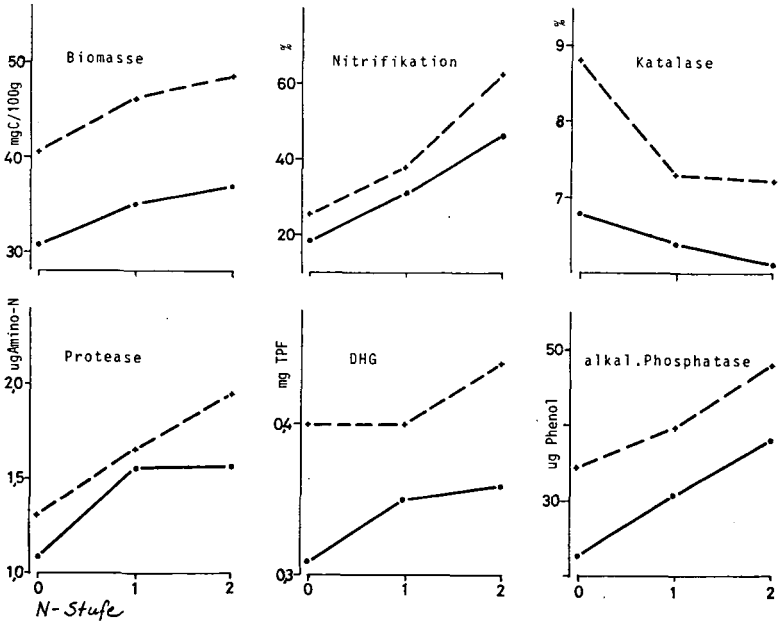 Biomasse
mgC/100g
50
40
30
Nitrifikation
%
60
40
20
Katalase
%
9
8
7
Protease
ugAmino-N
2,0
1,5
1,0
0 1 2
N-Stufe
DHG
mg TPF
0,4
0,3
0 1 2
alkal.Phosphatase
ug Phenol
50
30
0 1 2